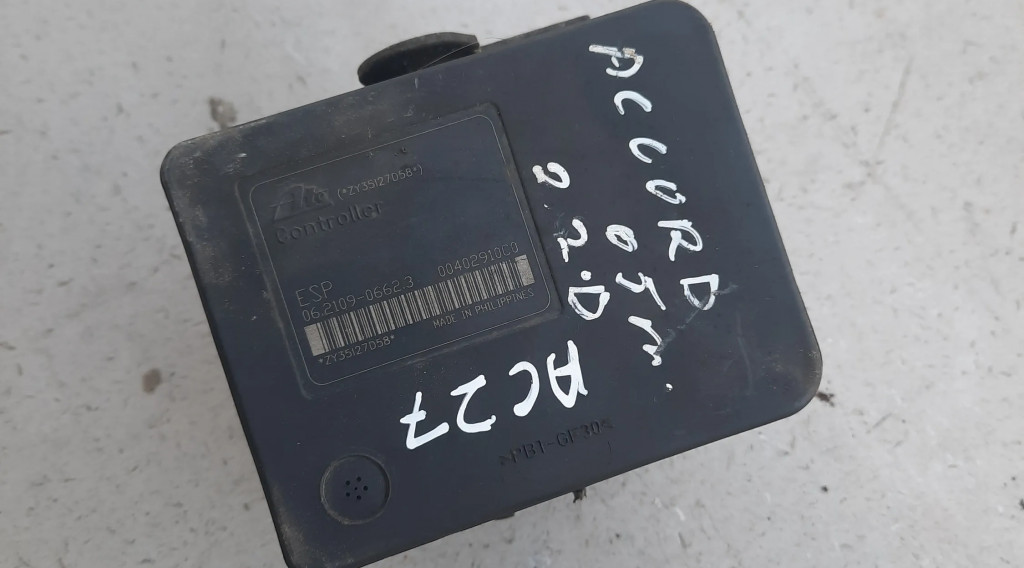 Ate (*ZY35127058*)
Controller
ESP
06.2109-0662.3 00402910C0
MADE IN PHILIPPINES
*ZY35127058*
ACCORD
05m.
2.2.D
AC27
>PBT-GF30<